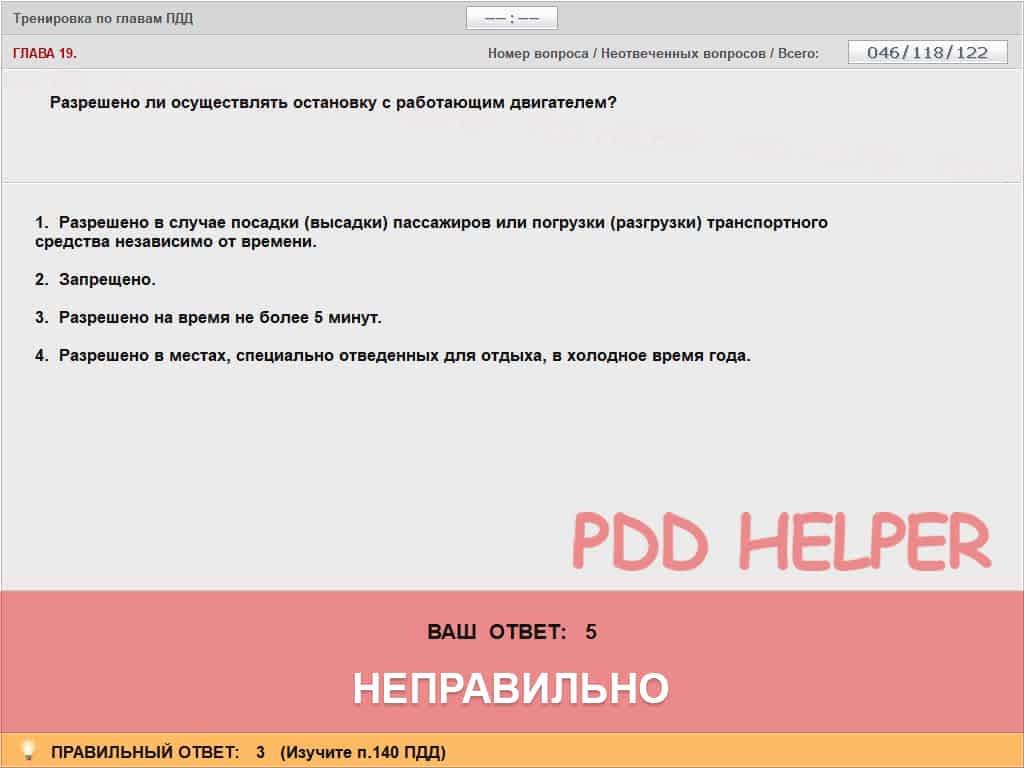 Тренировка по главам ПДД
–– : ––
ГЛАВА 19.
Номер вопроса / Неотвеченных вопросов / Всего:
046/118/122
Разрешено ли осуществлять остановку с работающим двигателем?
1. Разрешено в случае посадки (высадки) пассажиров или погрузки (разгрузки) транспортного
средства независимо от времени.
2. Запрещено.
3. Разрешено на время не более 5 минут.
4. Разрешено в местах, специально отведенных для отдыха, в холодное время года.
PDD HELPER
ВАШ ОТВЕТ: 5
НЕПРАВИЛЬНО
ПРАВИЛЬНЫЙ ОТВЕТ: 3 (Изучите п.140 ПДД)